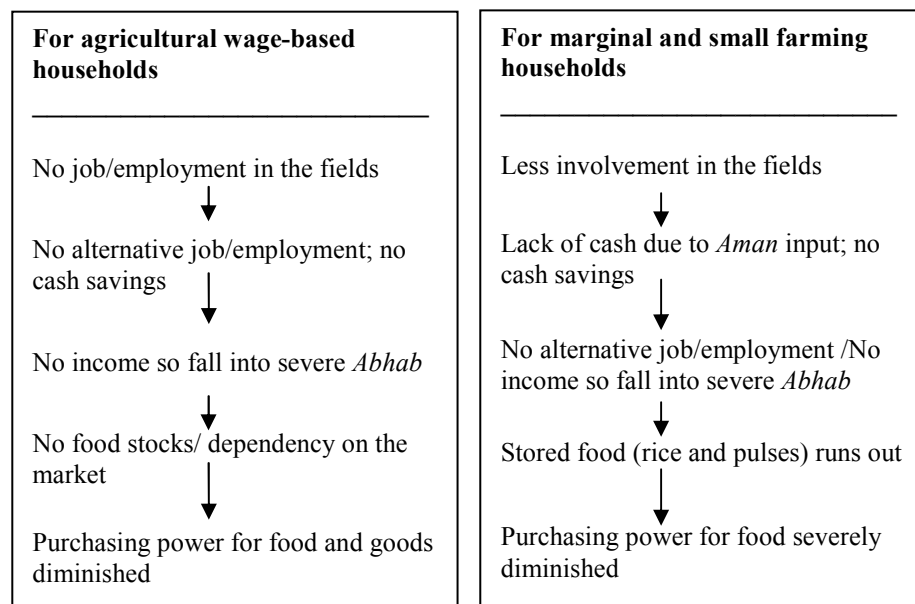 For agricultural wage-based
households
No job/employment in the fields
No alternative job/employment; no
cash savings
No income so fall into severe Abhab
No food stocks/ dependency on the
market
Purchasing power for food and goods
diminished
For marginal and small farming
households
Less involvement in the fields
Lack of cash due to Aman input; no
cash savings
No alternative job/employment /No
income so fall into severe Abhab
Stored food (rice and pulses) runs out
Purchasing power for food severely
diminished